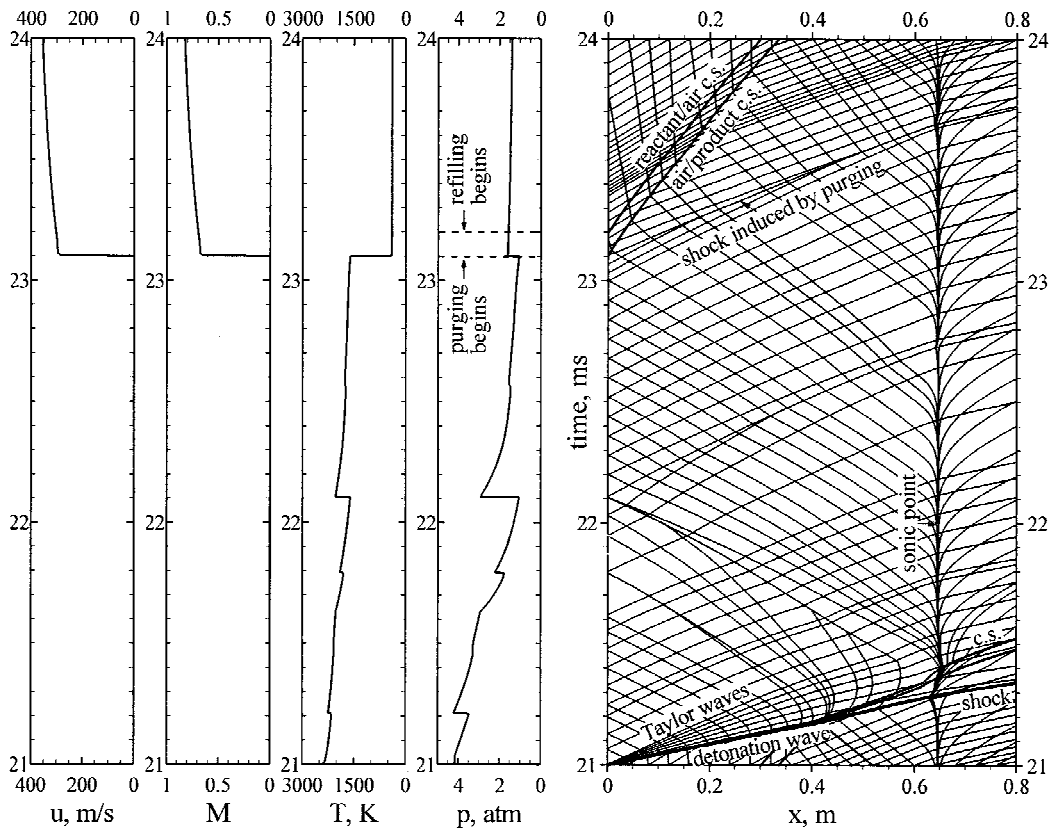 400 200 0
1 0.5 0
3000 1500 0
4 2 0
0 0.2 0.4 0.6 0.8
24
23
22
21
24
23
22
21
24
23
22
21
24
23
22
21
24
23
22
21
24
23
22
21
refilling
begins
purging
begins
reactant/air c.s.
air/product c.s.
shock induced by purging
sonic point
c.s.
Taylor waves
detonation wave
shock
time, ms
400 200 0
1 0.5 0
3000 1500 0
4 2 0
0 0.2 0.4 0.6 0.8
u, m/s
M
T, K
p, atm
x, m